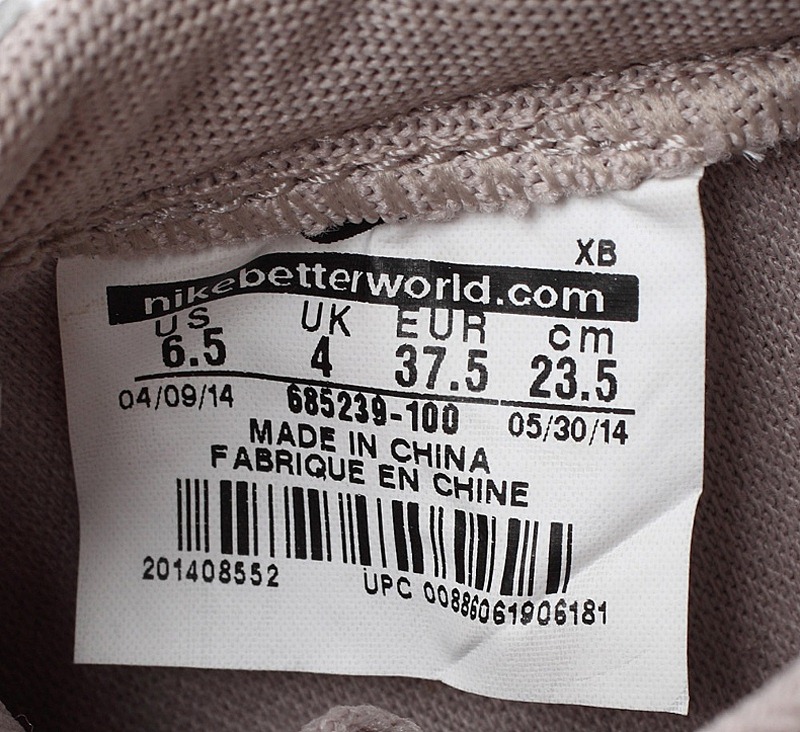 XB
nikebetterworld.com
US UK EUR cm
6.5 4 37.5 23.5
04/09/14 685239-100 05/30/14
MADE IN CHINA
FABRIQUE EN CHINE
201408552 UPC 00886061906181